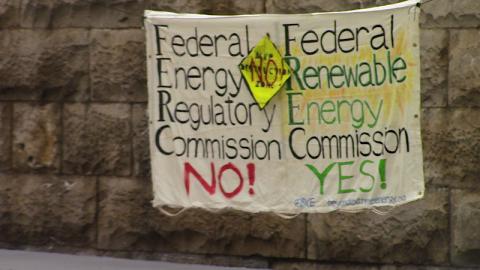 Federal
Energy
Regulatory
Commission
NO!
NO
Federal
Renewable
Energy
Commission
YES!